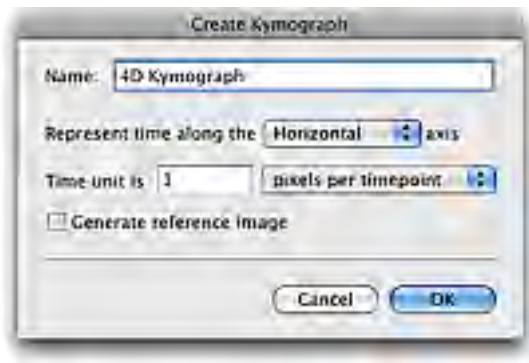 Create Kymograph
Name: 4D Kymograph
Represent time along the Horizontal axis
Time unit is 1 pixels per timepoint
Generate reference image
Cancel OK